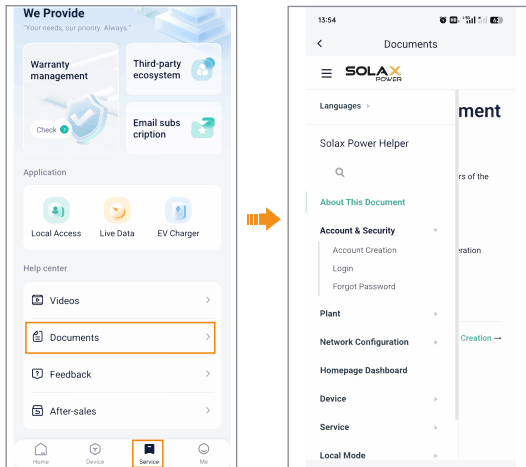 We Provide
"Your needs, our priority. Always."
Warranty
management
Check
Third-party
ecosystem
Email subs
cription
Application
Local Access
Live Data
EV Charger
Help center
Videos
Documents
Feedback
After-sales
Home
Device
Service
Me
13:54
Documents
SOLAX
POWER
Languages
Solax Power Helper
About This Document
Account & Security
Account Creation
Login
Forgot Password
Plant
Network Configuration
Homepage Dashboard
Device
Service
Local Mode
ment
rs of the
eration
Creation →